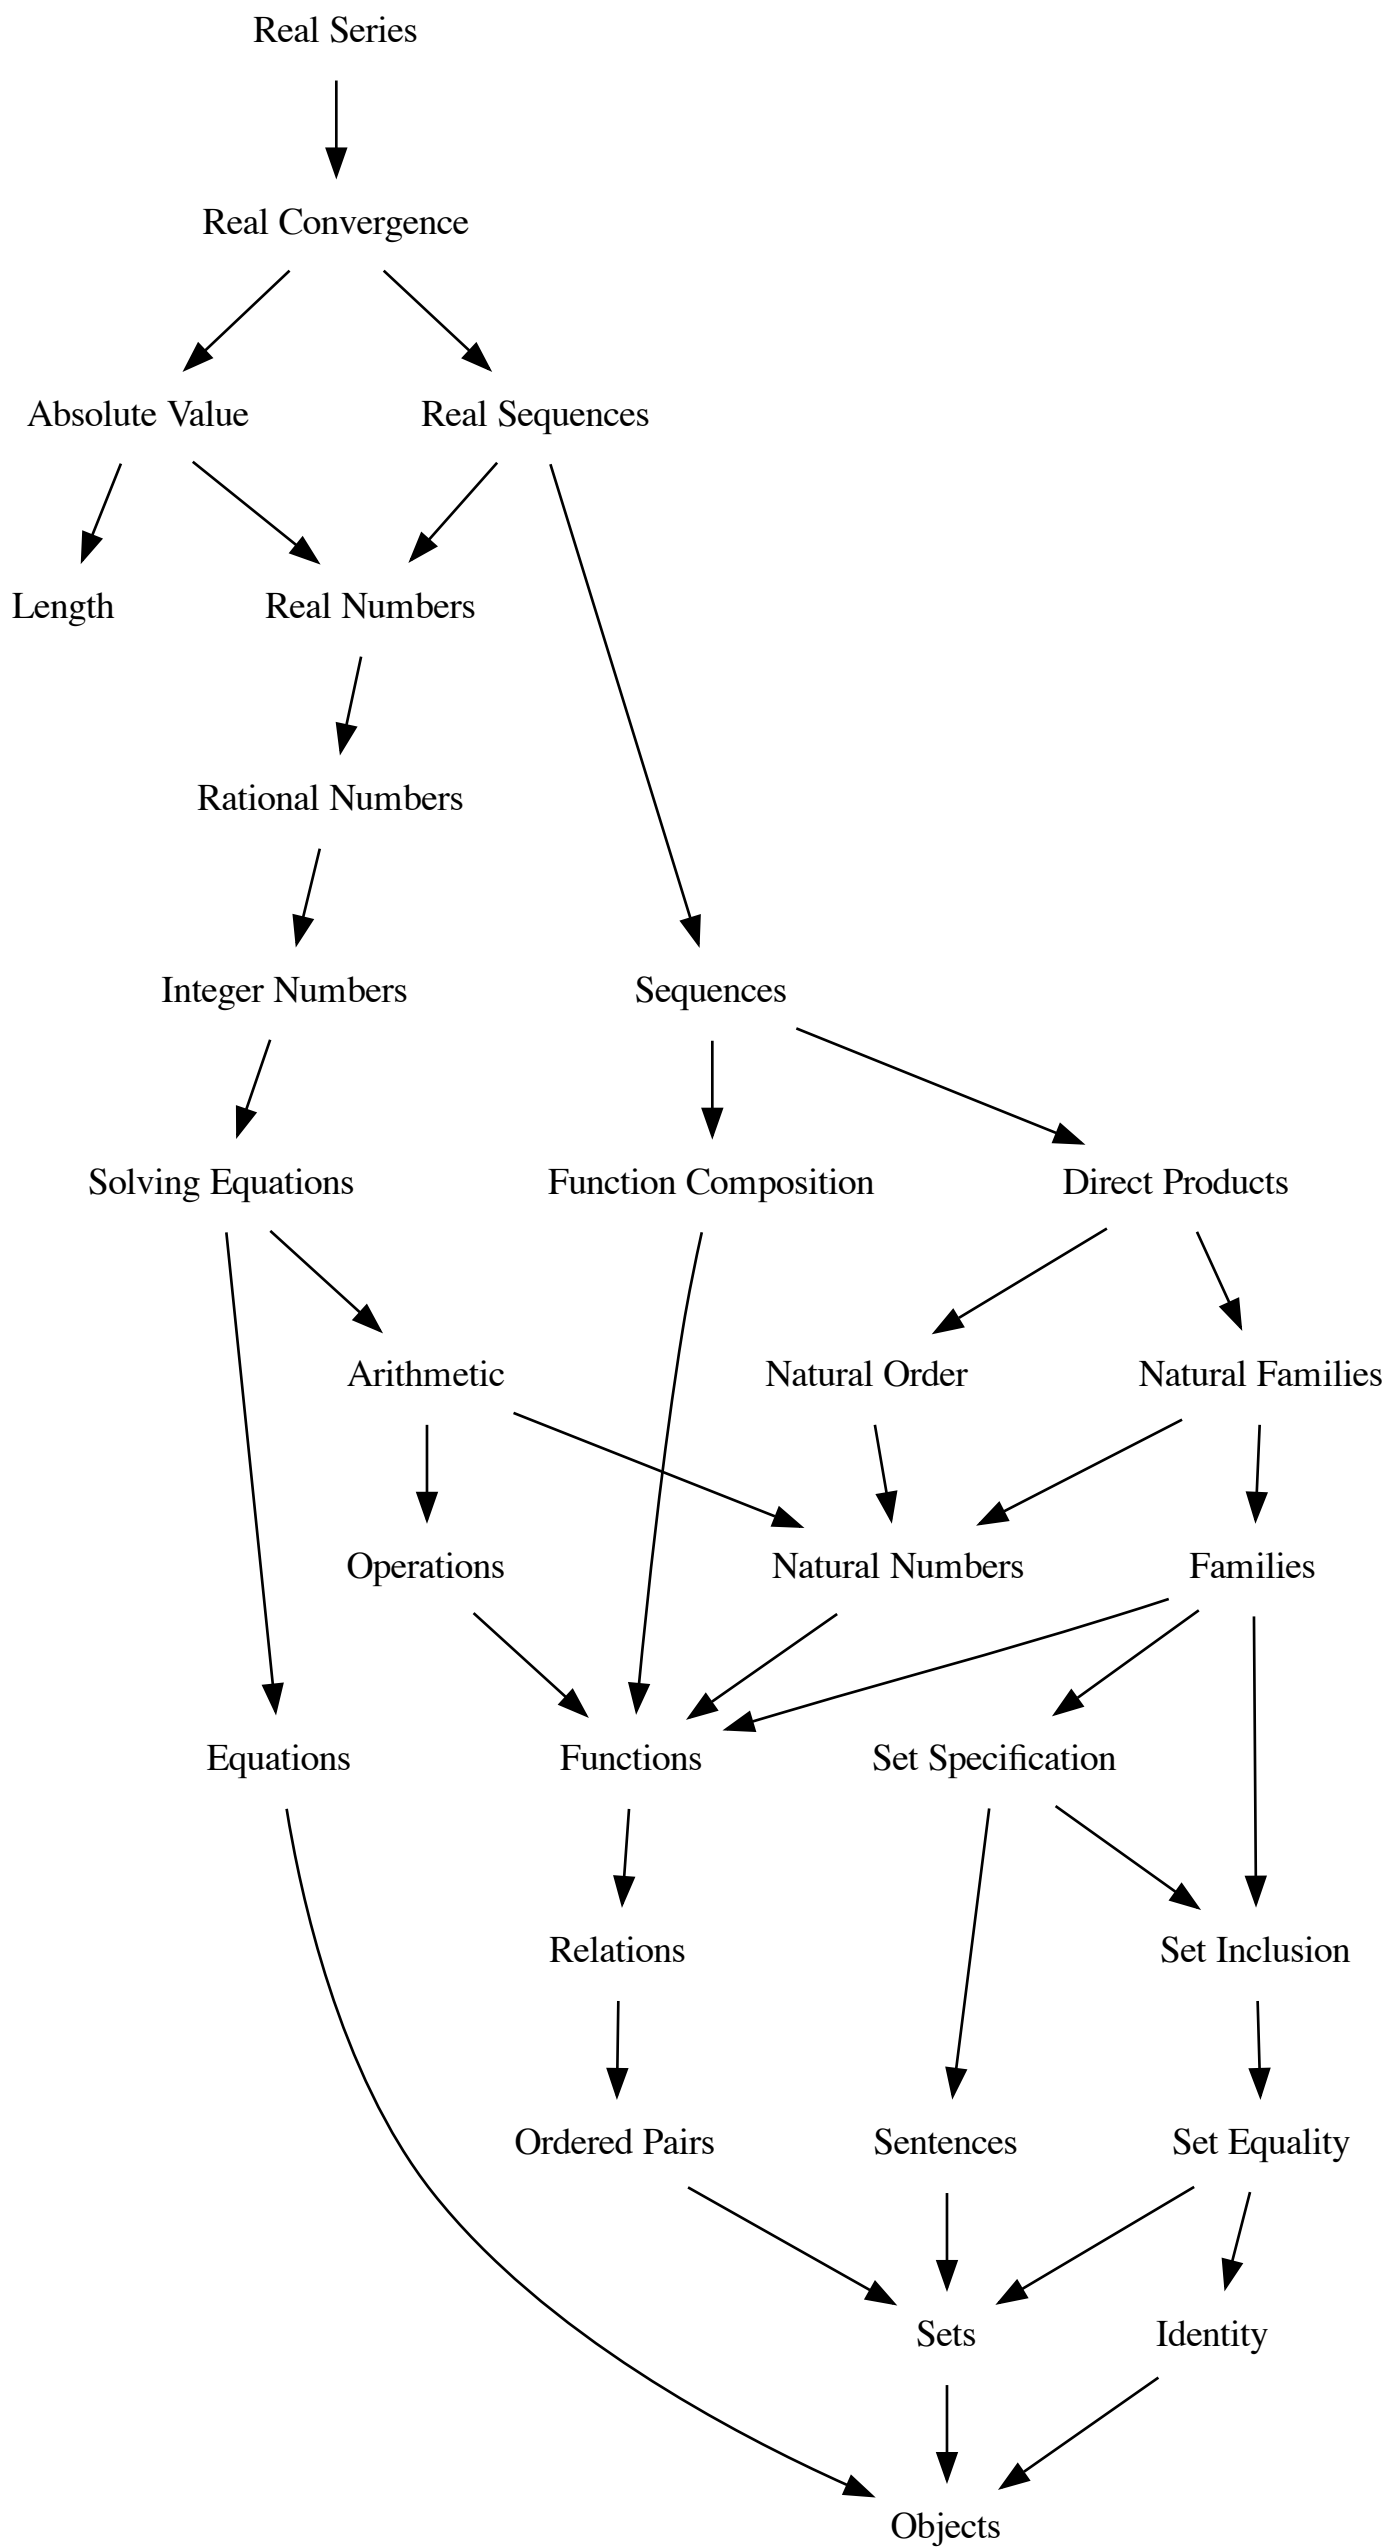 Real Series
Real Convergence
Absolute Value
Real Sequences
Length
Real Numbers
Rational Numbers
Integer Numbers
Sequences
Solving Equations
Function Composition
Direct Products
Arithmetic
Natural Order
Natural Families
Operations
Natural Numbers
Families
Equations
Functions
Set Specification
Relations
Set Inclusion
Ordered Pairs
Sentences
Set Equality
Sets
Identity
Objects